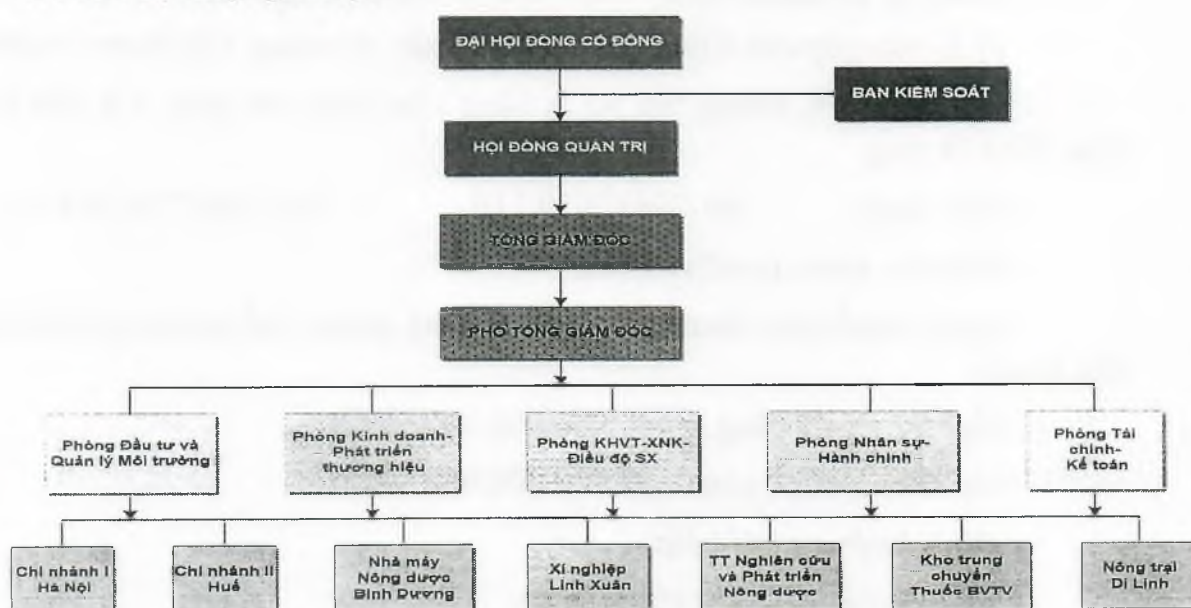 ĐẠI HỘI ĐỒNG CỔ ĐÔNG
BAN KIỂM SOÁT
HỘI ĐỒNG QUẢN TRỊ
TỔNG GIÁM ĐỐC
PHÓ TỔNG GIÁM ĐỐC
Phòng Đầu tư và
Quản lý Môi trường
Phòng Kinh doanh-
Phát triển
thương hiệu
Phòng KHVT-XNK-
Điều độ SX
Phòng Nhân sự-
Hành chính
Phòng Tài
chính-
Kế toán
Chi nhánh I
Hà Nội
Chi nhánh II
Huế
Nhà máy
Nông dược
Bình Dương
Xí nghiệp
Linh Xuân
TT Nghiên cứu
và Phát triển
Nông dược
Kho trung
chuyển
Thuốc BVTV
Nông trại
Di Linh